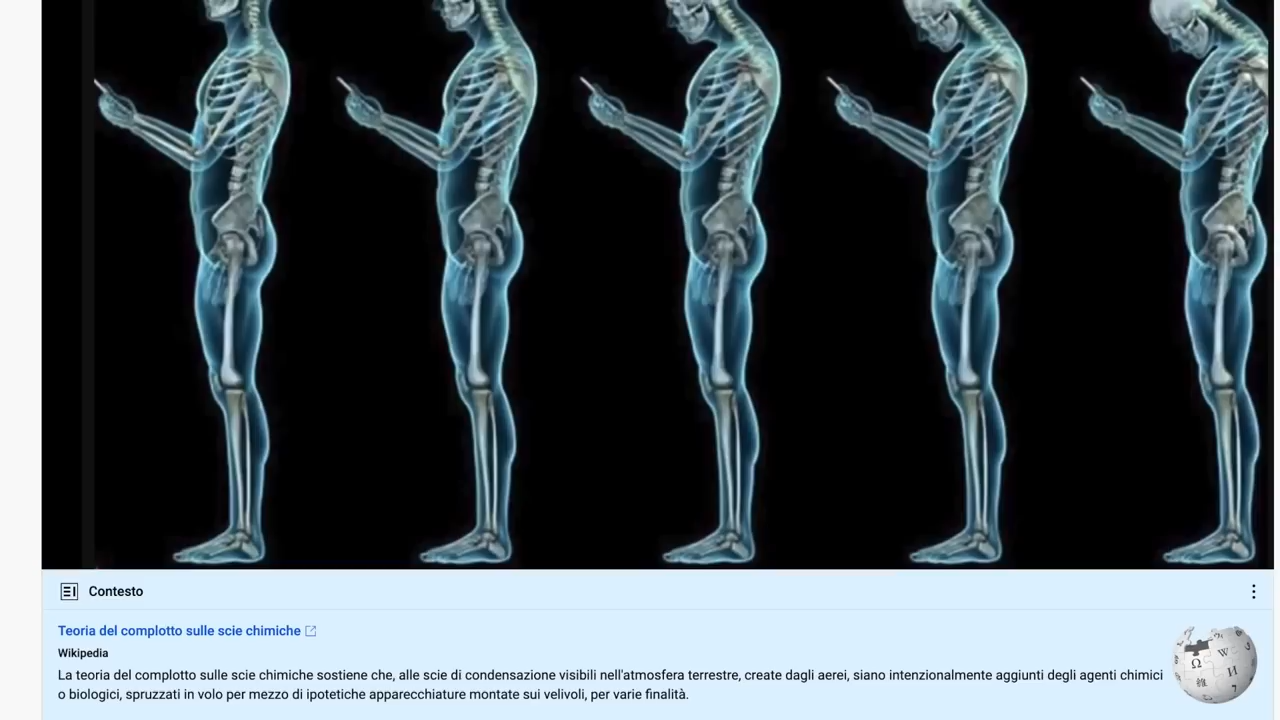 Contesto
Teoria del complotto sulle scie chimiche
Wikipedia
La teoria del complotto sulle scie chimiche sostiene che, alle scie di condensazione visibili nell'atmosfera terrestre, create dagli aerei, siano intenzionalmente aggiunti degli agenti chimici
o biologici, spruzzati in volo per mezzo di ipotetiche apparecchiature montate sui velivoli, per varie finalità.
Ω W
維 И